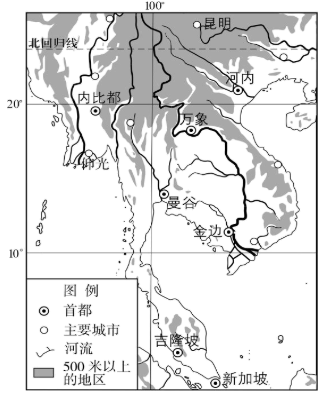 100°
昆明
北回归线
河内
20°
内比都
万象
仰光
曼谷
金边
10°
图 例
首都
主要城市
河流
500 米以上
的地区
吉隆坡
新加坡